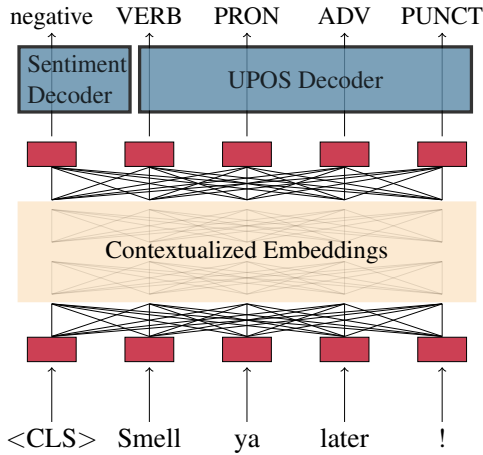 negative VERB PRON ADV PUNCT
Sentiment
Decoder
UPOS Decoder
Contextualized Embeddings
<CLS> Smell ya later !